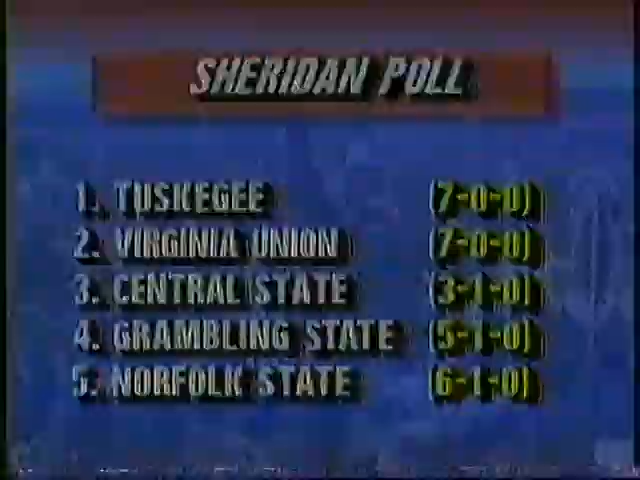 SHERIDAN POLL
1. TUSKEGEE (7-0-0)
2. VIRGINIA UNION (7-0-0)
3. CENTRAL STATE (3-1-0)
4. GRAMBLING STATE (5-1-0)
5. NORFOLK STATE (6-1-0)